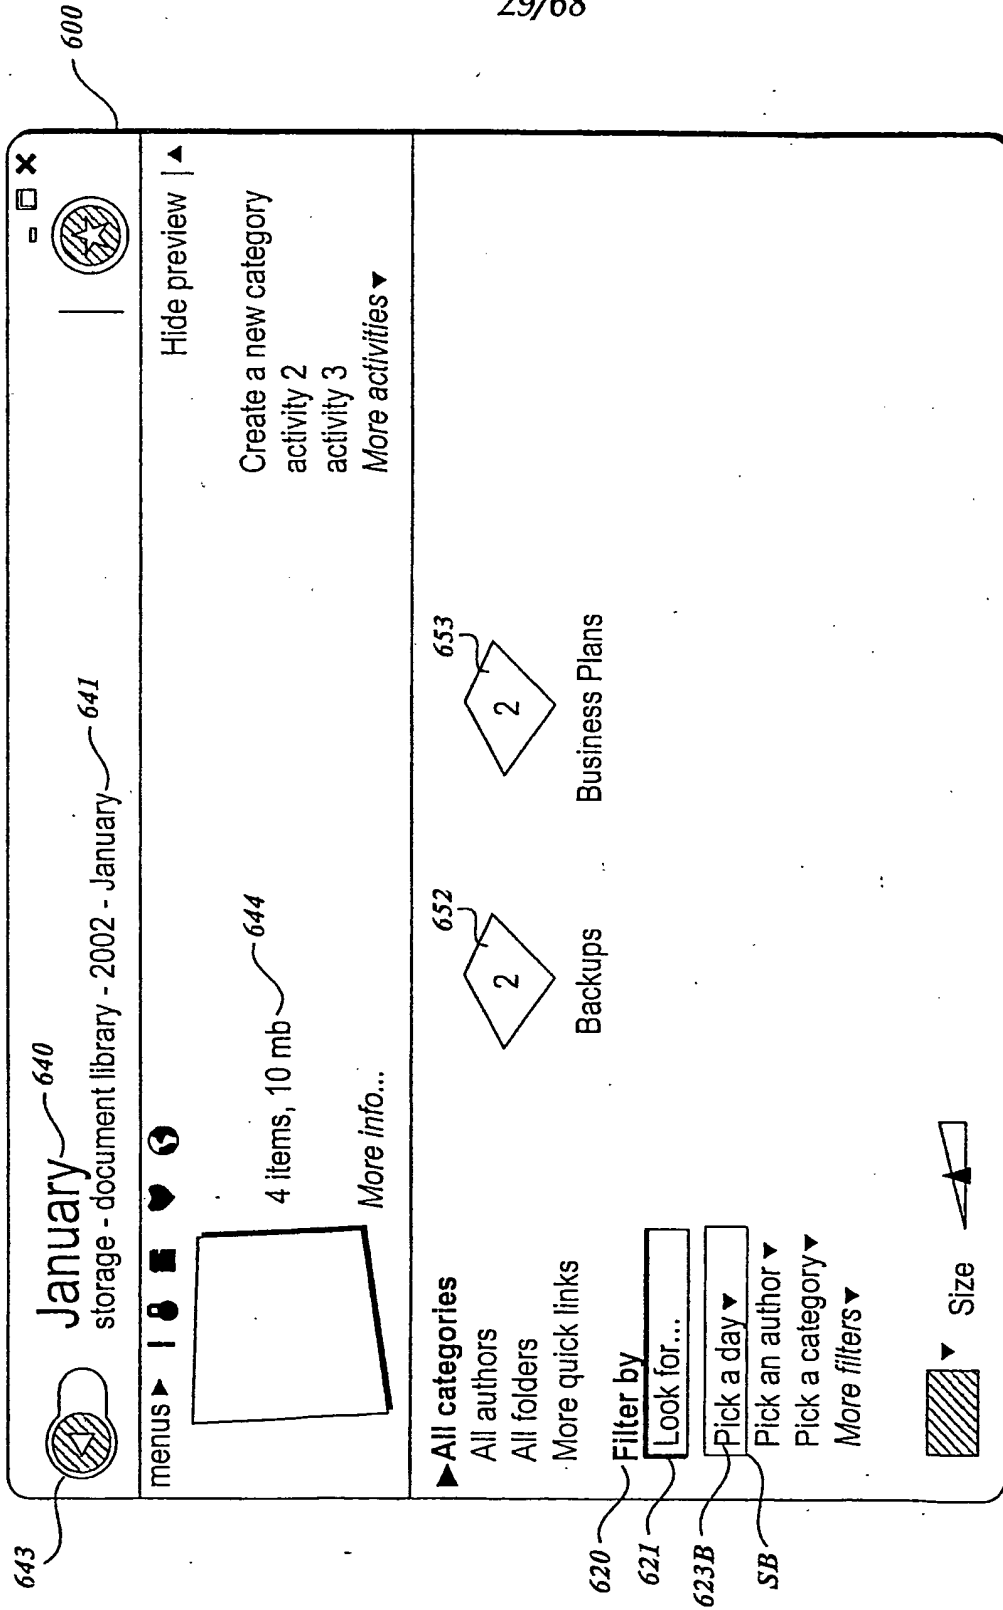 29/68
600
643
January
640
storage - document library - 2002 - January
641
menus
Hide preview
4 items, 10 mb
644
More info...
Create a new category
activity 2
activity 3
More activities
All categories
All authors
All folders
More quick links
620
Filter by
621
Look for...
623B
Pick a day
SB
Pick an author
Pick a category
More filters
Size
652
2
Backups
653
2
Business Plans